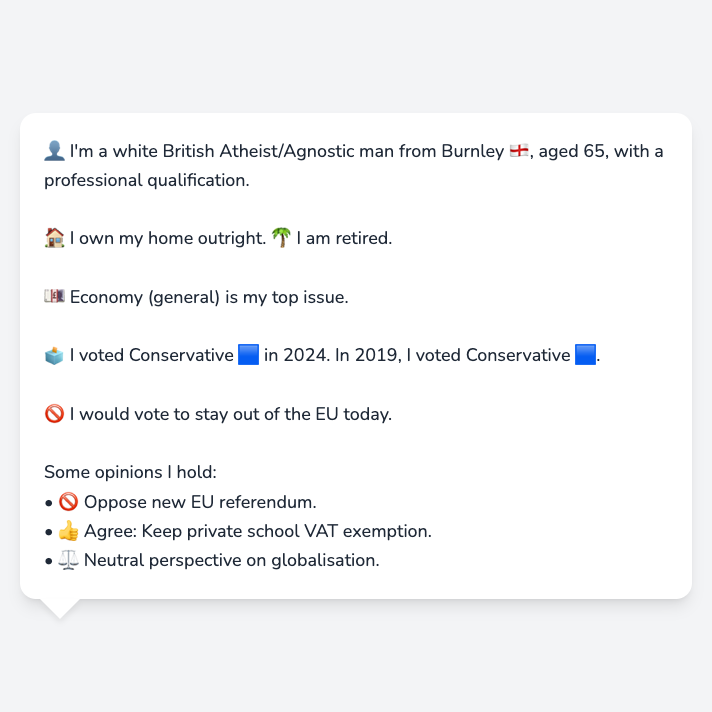 👤 I'm a white British Atheist/Agnostic man from Burnley 🏴󠁧󠁢󠁥󠁮󠁧󠁿, aged 65, with a
professional qualification.
🏠 I own my home outright. 🌴 I am retired.
💷 Economy (general) is my top issue.
🗳️ I voted Conservative 🟦 in 2024. In 2019, I voted Conservative 🟦.
🚫 I would vote to stay out of the EU today.
Some opinions I hold:
• 🚫 Oppose new EU referendum.
• 👍 Agree: Keep private school VAT exemption.
• ⚖️ Neutral perspective on globalisation.